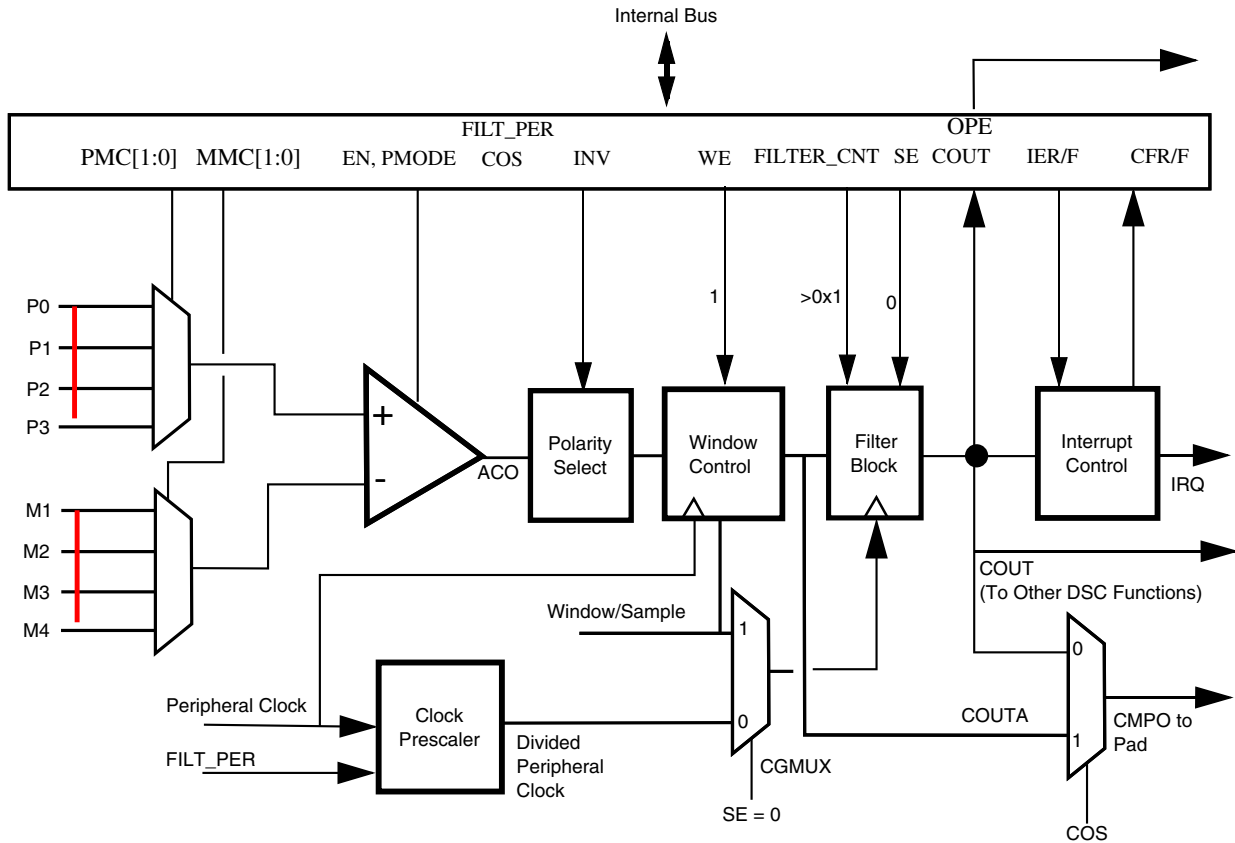 Internal Bus
FILT_PER
OPE
PMC[1:0]
MMC[1:0]
EN, PMODE
COS
INV
WE
FILTER_CNT
SE
COUT
IER/F
CFR/F
1
>0x1
0
P0
P1
P2
P3
+
-
ACO
Polarity
Select
Window
Control
Filter
Block
Interrupt
Control
IRQ
M1
M2
M3
M4
COUT
(To Other DSC Functions)
Window/Sample
1
0
0
1
Peripheral Clock
FILT_PER
Clock
Prescaler
Divided
Peripheral
Clock
CGMUX
SE = 0
COUTA
CMPO to
Pad
COS